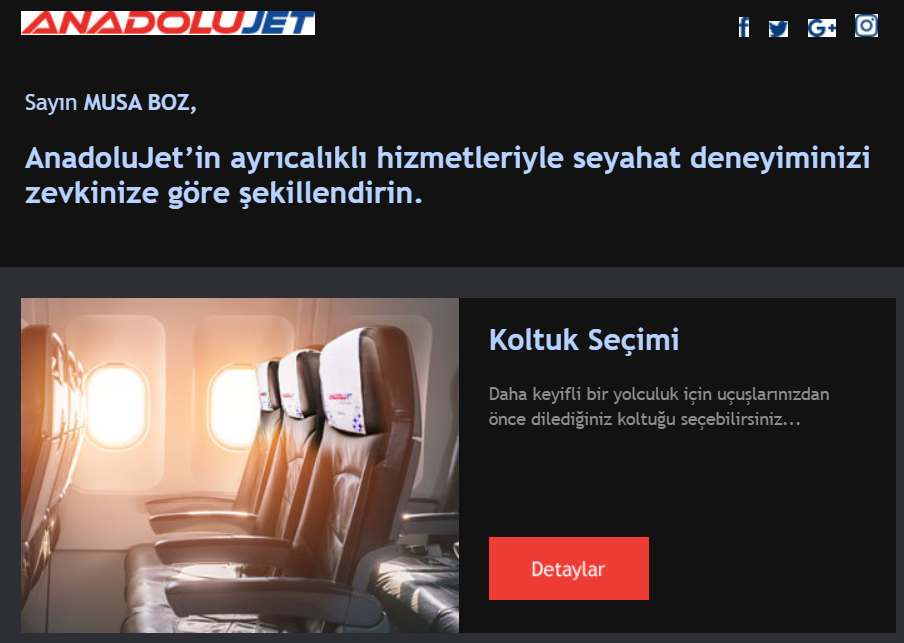 ANADOLUJET
Sayın MUSA BOZ,
AnadoluJet’in ayrıcalıklı hizmetleriyle seyahat deneyiminizi
zevkinize göre şekillendirin.
Koltuk Seçimi
Daha keyifli bir yolculuk için uçuşlarınızdan
önce dilediğiniz koltuğu seçebilirsiniz...
Detaylar